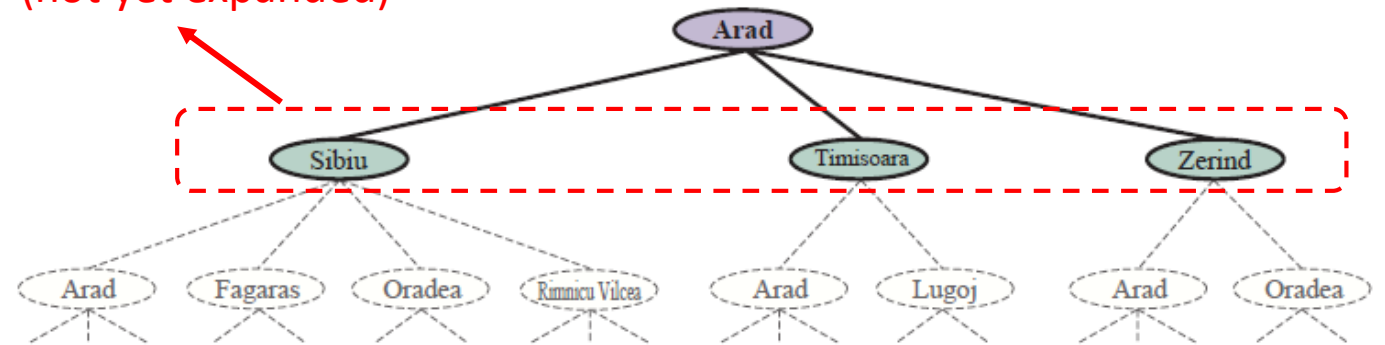 (not yet expanded)
Arad
Sibiu Timisoara Zerind
Arad Fagaras Oradea Rimnicu Vilcea Arad Lugoj Arad Oradea